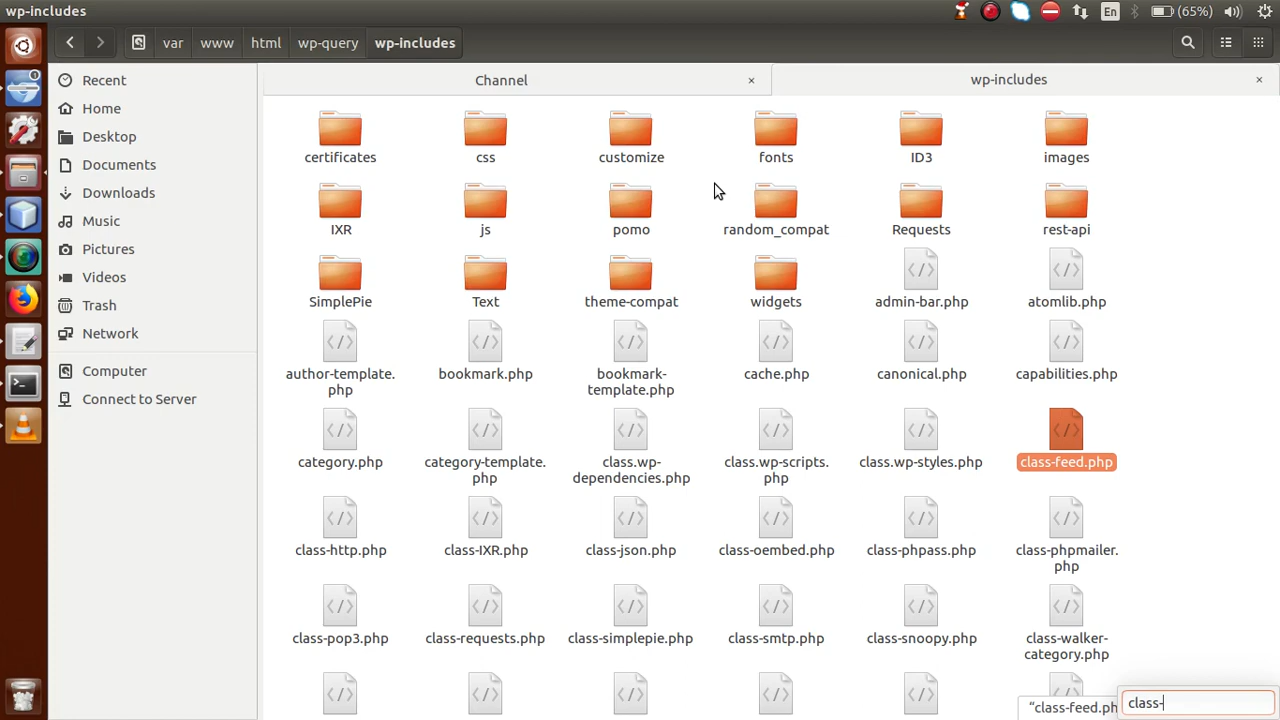 wp-includes
En
(65%)
var
www
html
wp-query
wp-includes
Recent
Home
Desktop
Documents
Downloads
Music
Pictures
Videos
Trash
Network
Computer
Connect to Server
Channel
×
wp-includes
×
certificates
css
customize
fonts
ID3
images
IXR
js
pomo
random_compat
Requests
rest-api
SimplePie
Text
theme-compat
widgets
admin-bar.php
atomlib.php
author-template.
php
bookmark.php
bookmark-
template.php
cache.php
canonical.php
capabilities.php
category.php
category-template.
php
class.wp-
dependencies.php
class.wp-scripts.
php
class.wp-styles.php
class-feed.php
class-http.php
class-IXR.php
class-json.php
class-oembed.php
class-phpass.php
class-phpmailer.
php
class-pop3.php
class-requests.php
class-simplepie.php
class-smtp.php
class-snoopy.php
class-walker-
category.php
"class-feed.ph
class-